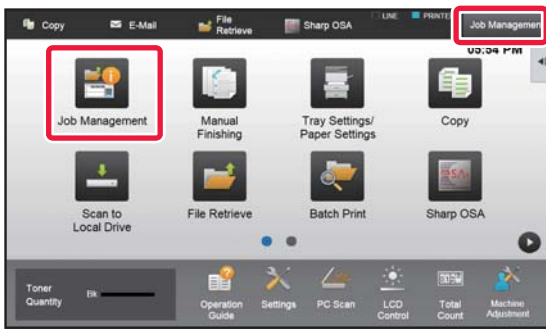 Copy
E-Mail
File
Retrieve
Sharp OSA
LINE
PRINTE
Job Managemen
05:54 PM
Job Management
Manual
Finishing
Tray Settings/
Paper Settings
Copy
Scan to
Local Drive
File Retrieve
Batch Print
Sharp OSA
Toner
Quantity
Bk
Operation
Guide
Settings
PC Scan
LCD
Control
Total
Count
Machine
Adjustment